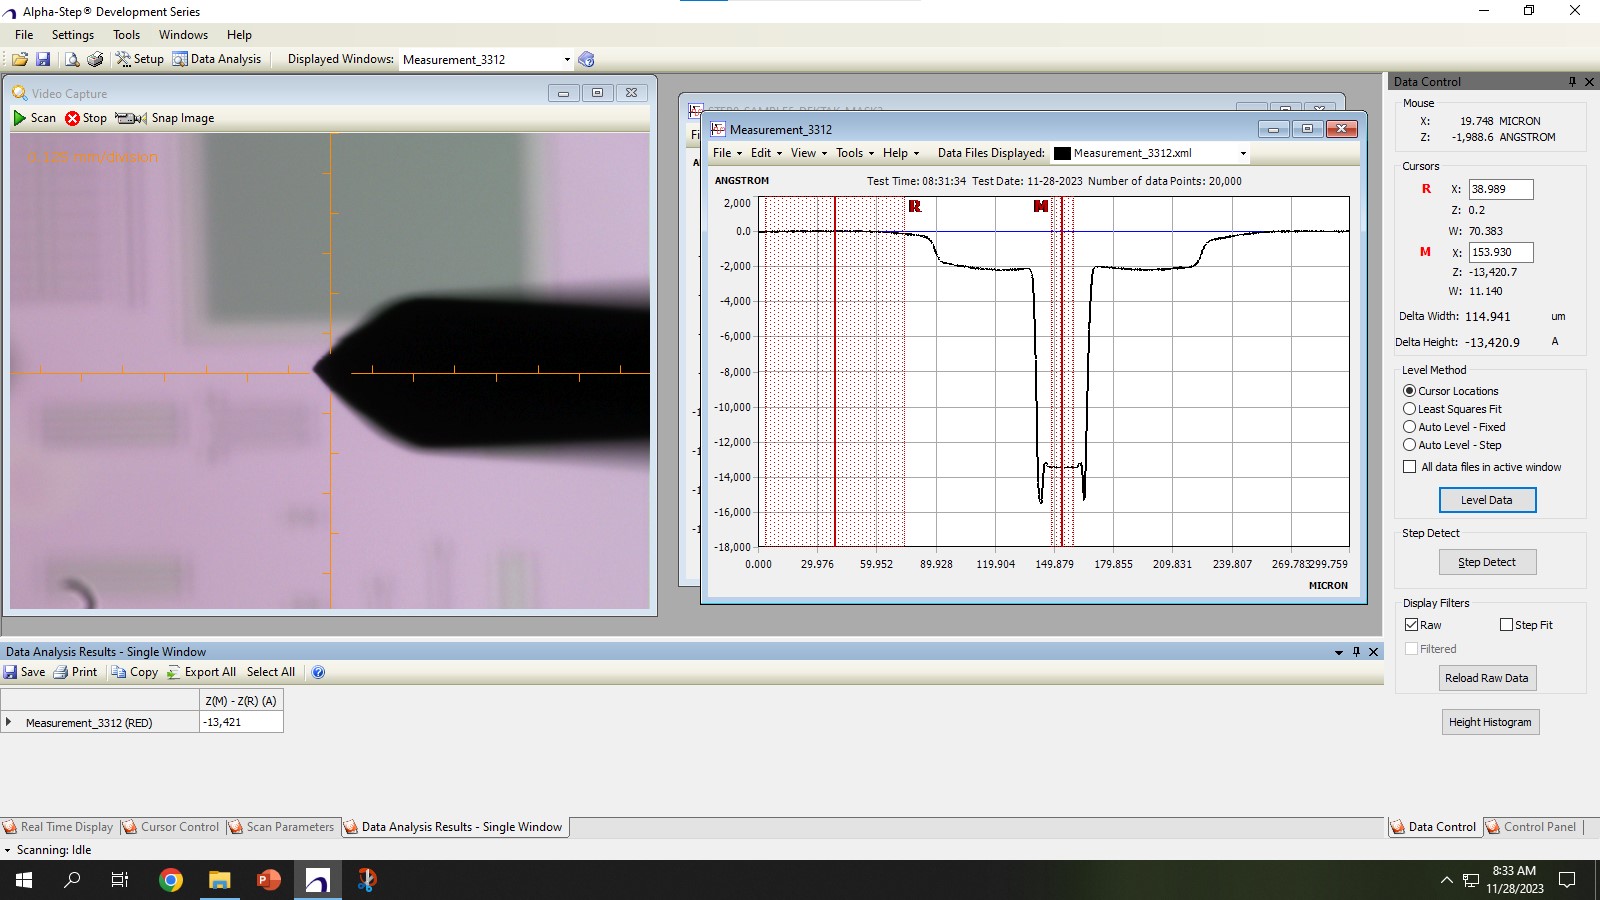 Alpha-Step® Development Series
File Settings Tools Windows Help
Setup Data Analysis Displayed Windows: Measurement_3312
Video Capture
Scan Stop Snap Image
0.125 mm/division
Measurement_3312
File Edit View Tools Help Data Files Displayed: Measurement_3312.xml
ANGSTROM Test Time: 08:31:34 Test Date: 11-28-2023 Number of data Points: 20,000
R M
2,000
0.0
-2,000
-4,000
-6,000
-8,000
-10,000
-12,000
-14,000
-16,000
-18,000
0.000 29.976 59.952 89.928 119.904 149.879 179.855 209.831 239.807 269.783 299.759
MICRON
Data Control
Mouse
X: 19.748 MICRON
Z: -1,988.6 ANGSTROM
Cursors
R X: 38.989
Z: 0.2
W: 70.383
M X: 153.930
Z: -13,420.7
W: 11.140
Delta Width: 114.941 um
Delta Height: -13,420.9 A
Level Method
Cursor Locations
Least Squares Fit
Auto Level - Fixed
Auto Level - Step
All data files in active window
Level Data
Step Detect
Step Detect
Display Filters
Raw Step Fit
Filtered
Reload Raw Data
Height Histogram
Data Analysis Results - Single Window
Save Print Copy Export All Select All
Z(M) - Z(R) (A)
Measurement_3312 (RED) -13,421
Real Time Display Cursor Control Scan Parameters Data Analysis Results - Single Window
Data Control Control Panel
Scanning: Idle
8:33 AM
11/28/2023